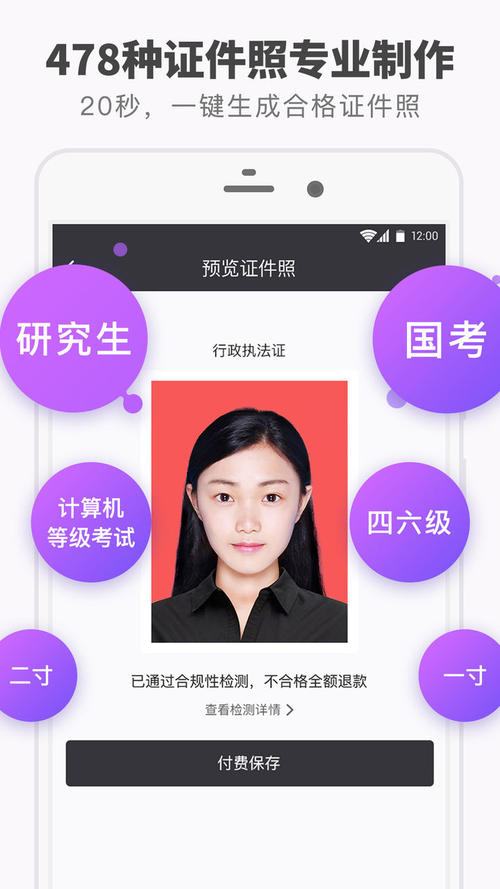 478种证件照专业制作
20秒，一键生成合格证件照
12:00
预览证件照
研究生
国考
行政执法证
计算机
等级考试
四六级
二寸
一寸
已通过合规性检测，不合格全额退款
查看检测详情
付费保存